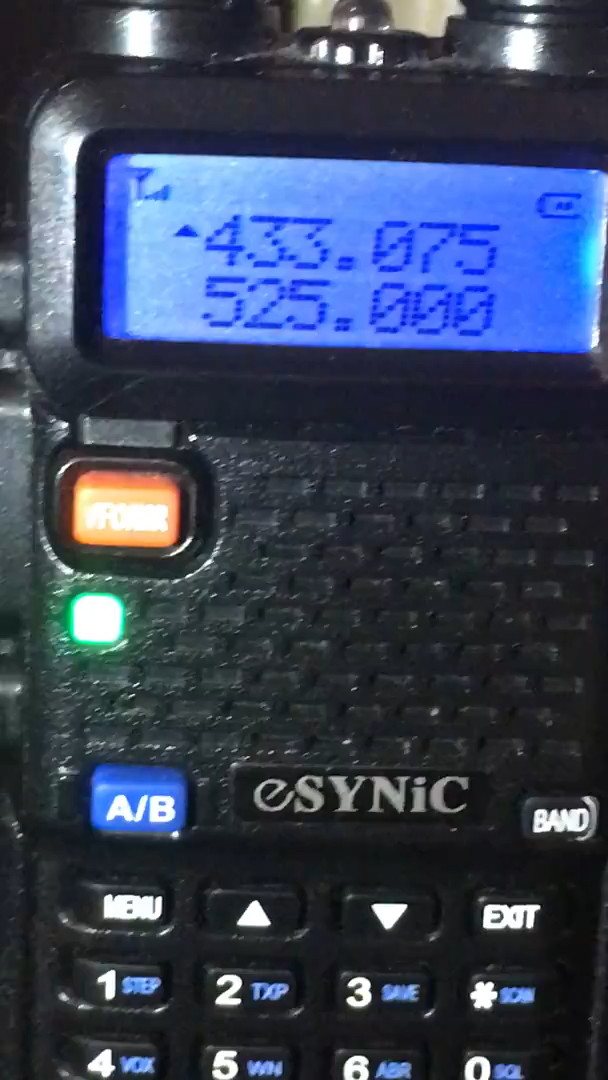 433.075
525.000
VFO/MR
A/B
eSYNiC
BAND
MENU ▲ ▼ EXIT
1 STEP 2 TXP 3 SAVE * SCAN
4 VOX 5 WN 6 ABR 0 SQL